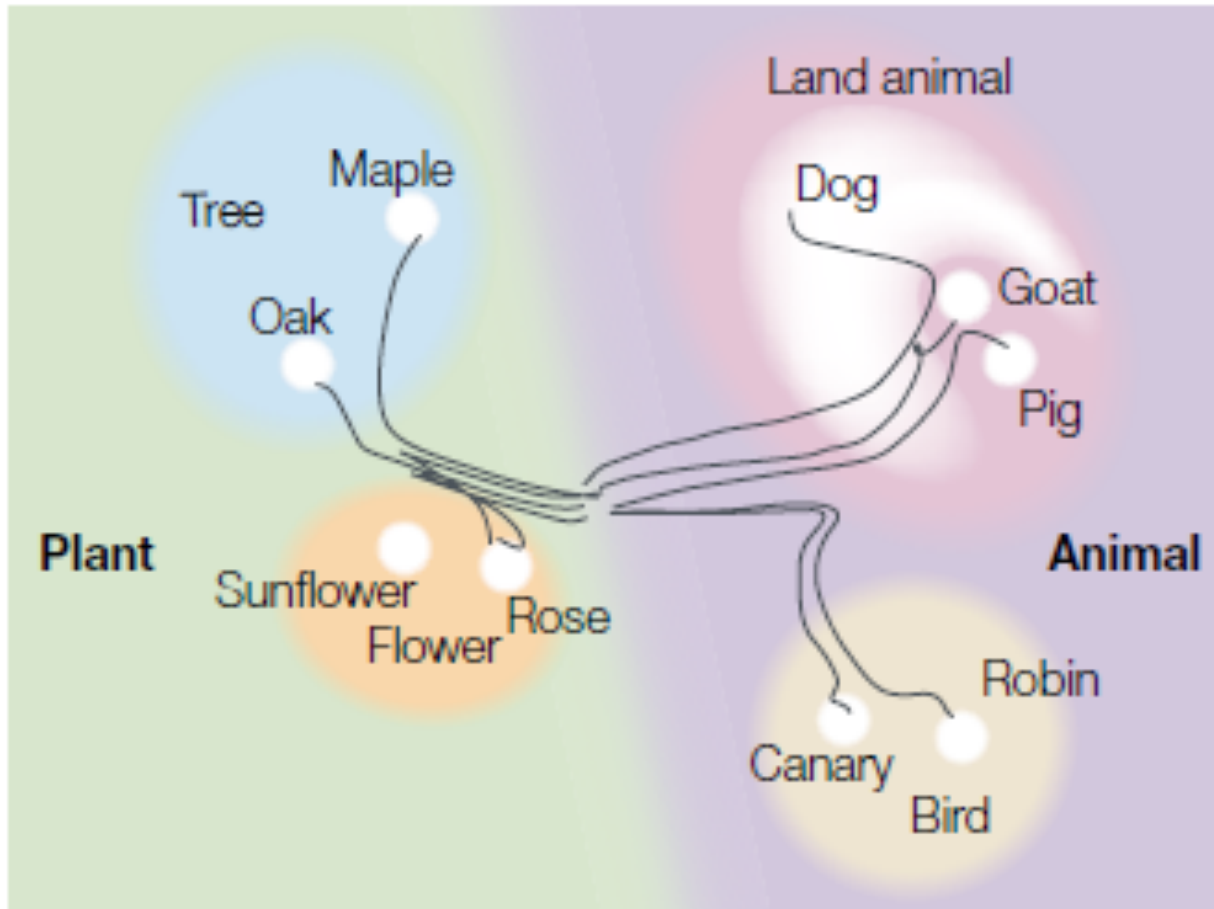 Land animal
Maple
Dog
Tree
Goat
Oak
Pig
Plant
Animal
Sunflower
Rose
Flower
Robin
Canary
Bird